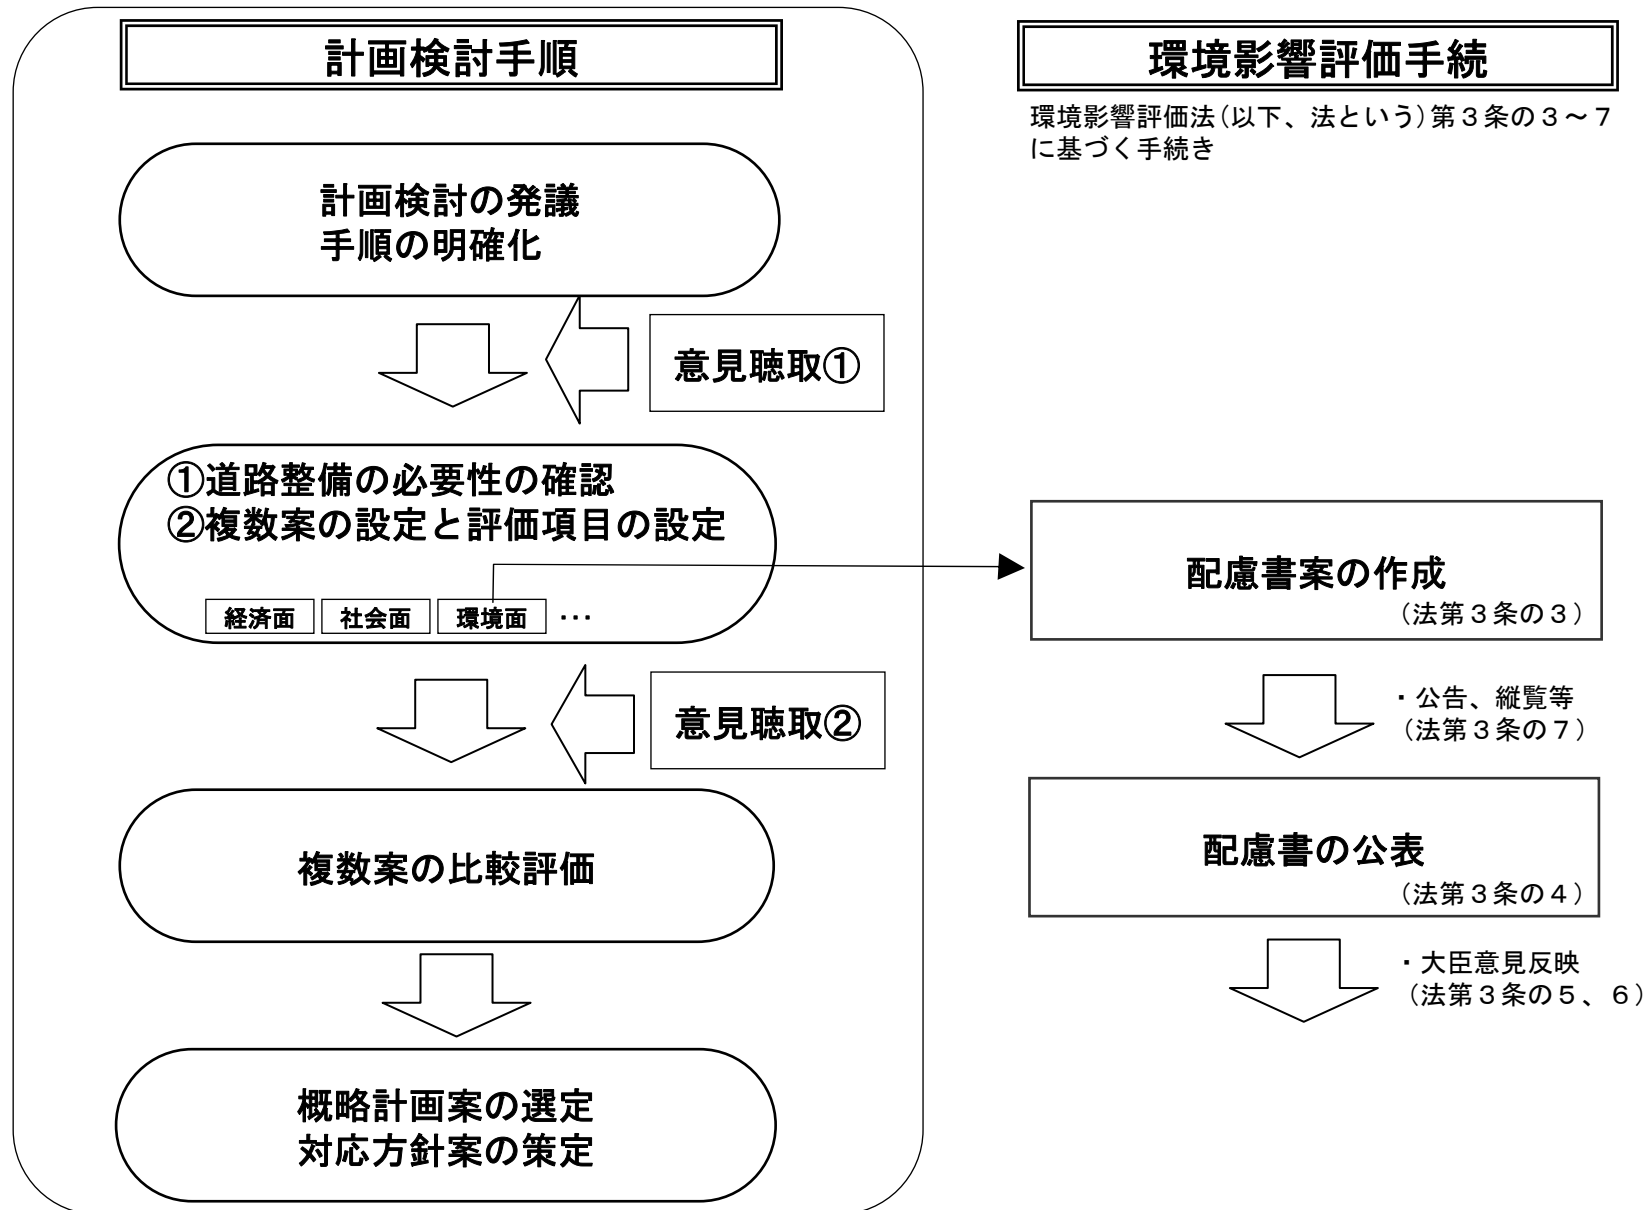 計画検討手順
計画検討の発議
手順の明確化
意見聴取①
①道路整備の必要性の確認
②複数案の設定と評価項目の設定
経済面 社会面 環境面 ･･･
意見聴取②
複数案の比較評価
概略計画案の選定
対応方針案の策定
環境影響評価手続
環境影響評価法(以下、法という)第３条の３～７
に基づく手続き
配慮書案の作成
（法第３条の３）
・公告、縦覧等
（法第３条の７）
配慮書の公表
（法第３条の４）
・大臣意見反映
（法第３条の５、６）